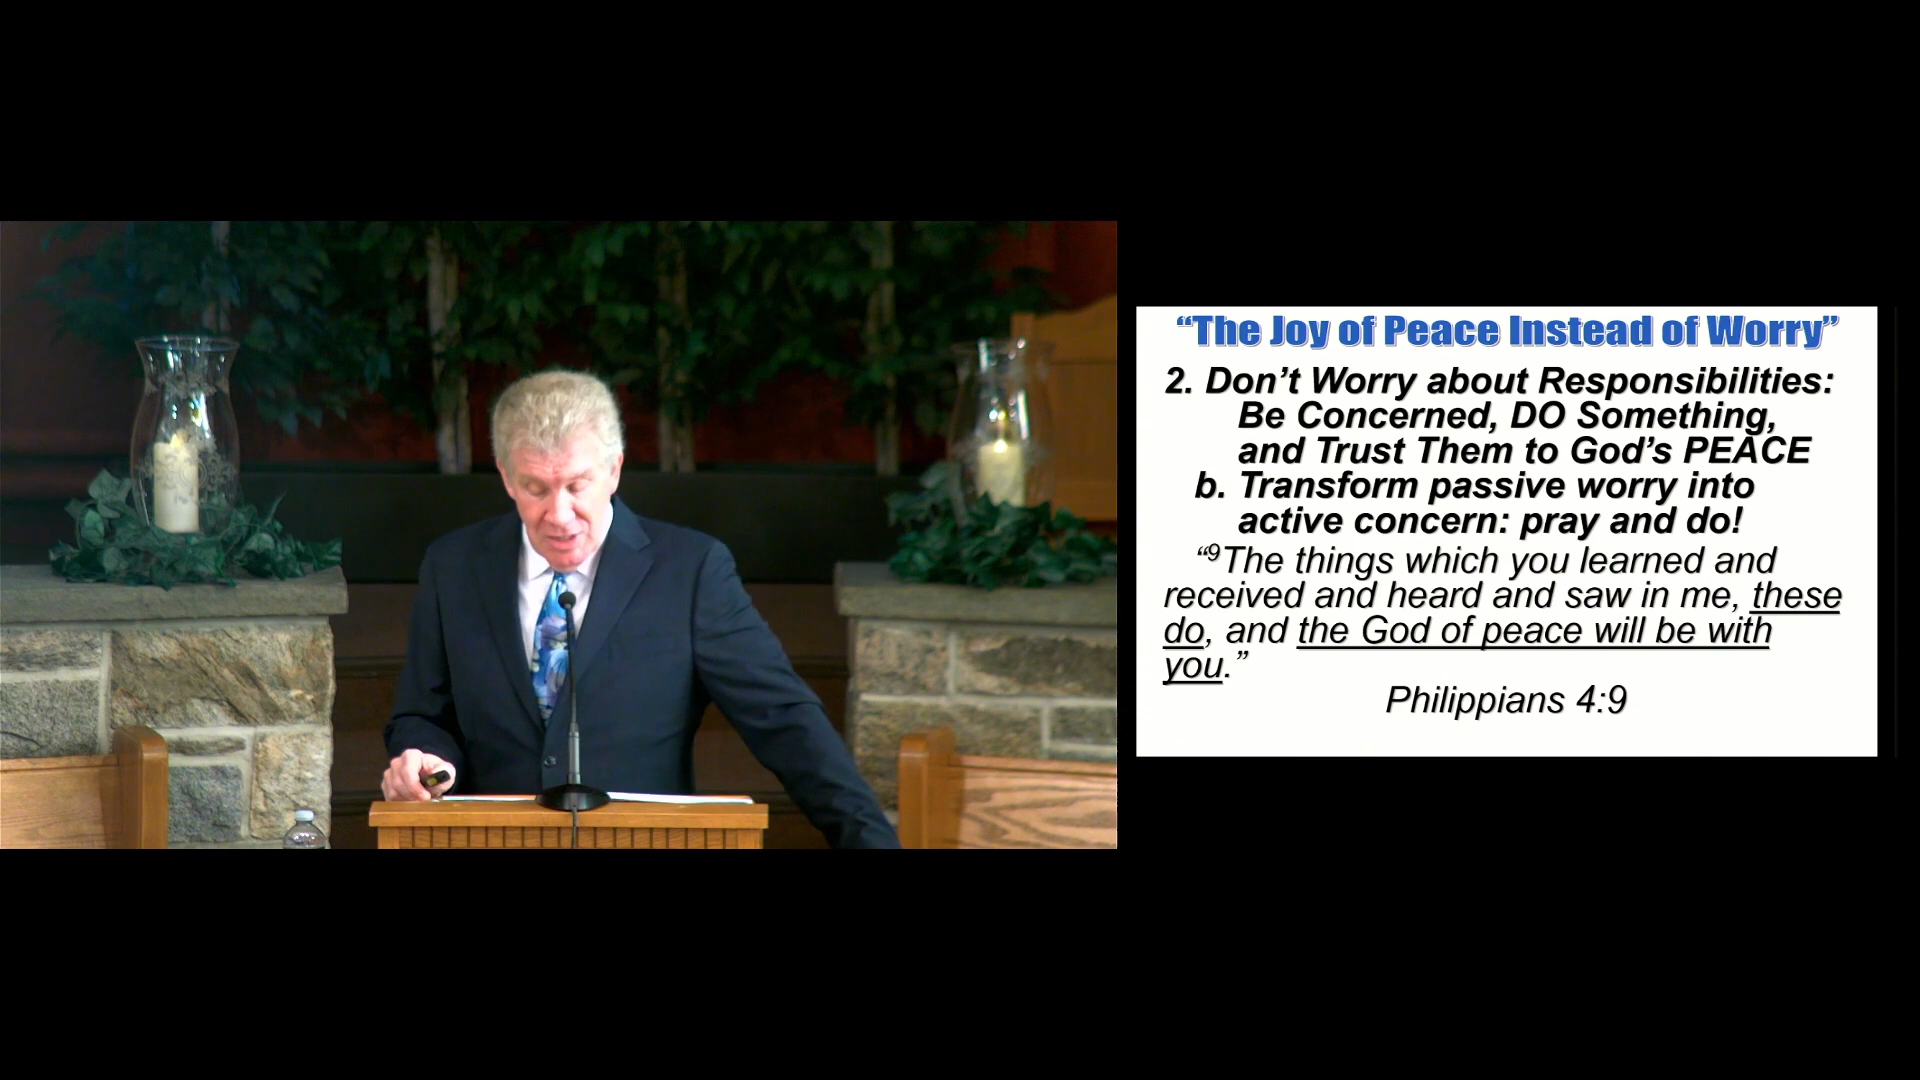 “The Joy of Peace Instead of Worry”
2. Don’t Worry about Responsibilities:
Be Concerned, DO Something,
and Trust Them to God’s PEACE
b. Transform passive worry into
active concern: pray and do!
“⁹The things which you learned and
received and heard and saw in me, these
do, and the God of peace will be with
you.”
Philippians 4:9